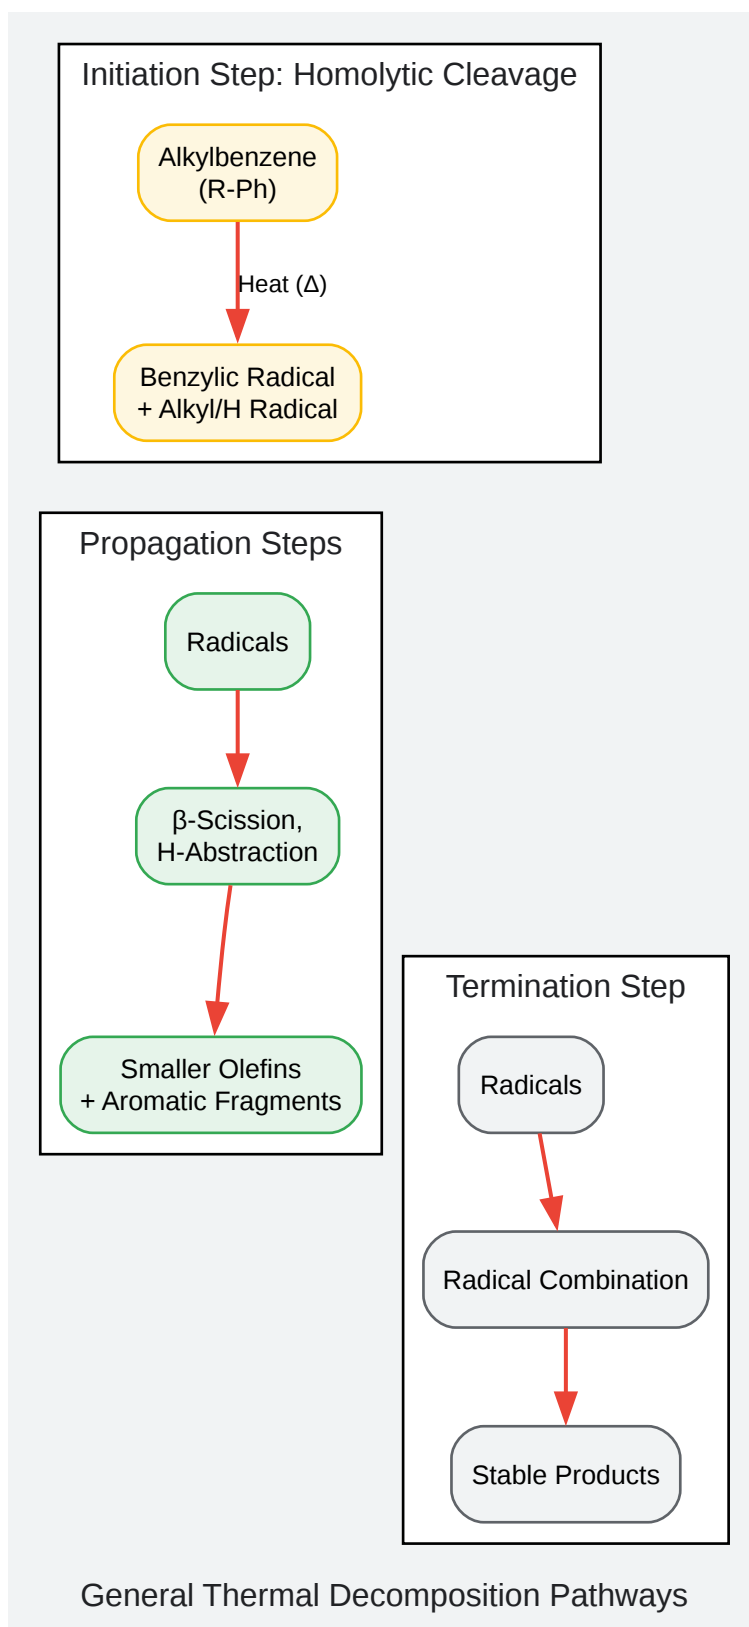 Initiation Step: Homolytic Cleavage
Alkylbenzene
(R-Ph)
Heat (Δ)
Benzylic Radical
+ Alkyl/H Radical
Propagation Steps
Radicals
β-Scission,
H-Abstraction
Smaller Olefins
+ Aromatic Fragments
Termination Step
Radicals
Radical Combination
Stable Products
General Thermal Decomposition Pathways